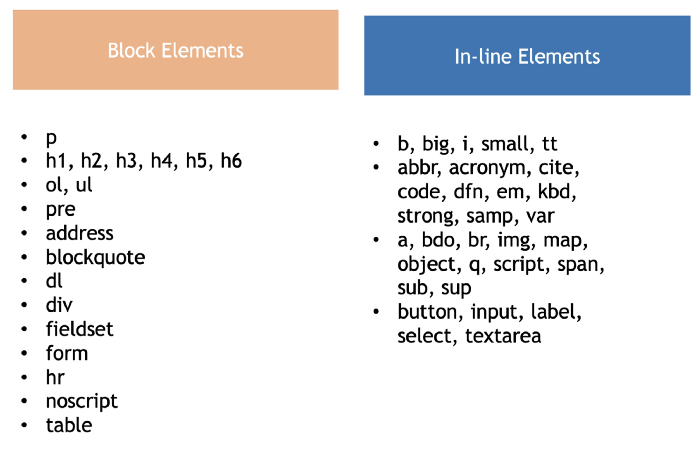 Block Elements
• p
• h1, h2, h3, h4, h5, h6
• ol, ul
• pre
• address
• blockquote
• dl
• div
• fieldset
• form
• hr
• noscript
• table
In-line Elements
• b, big, i, small, tt
• abbr, acronym, cite,
code, dfn, em, kbd,
strong, samp, var
• a, bdo, br, img, map,
object, q, script, span,
sub, sup
• button, input, label,
select, textarea